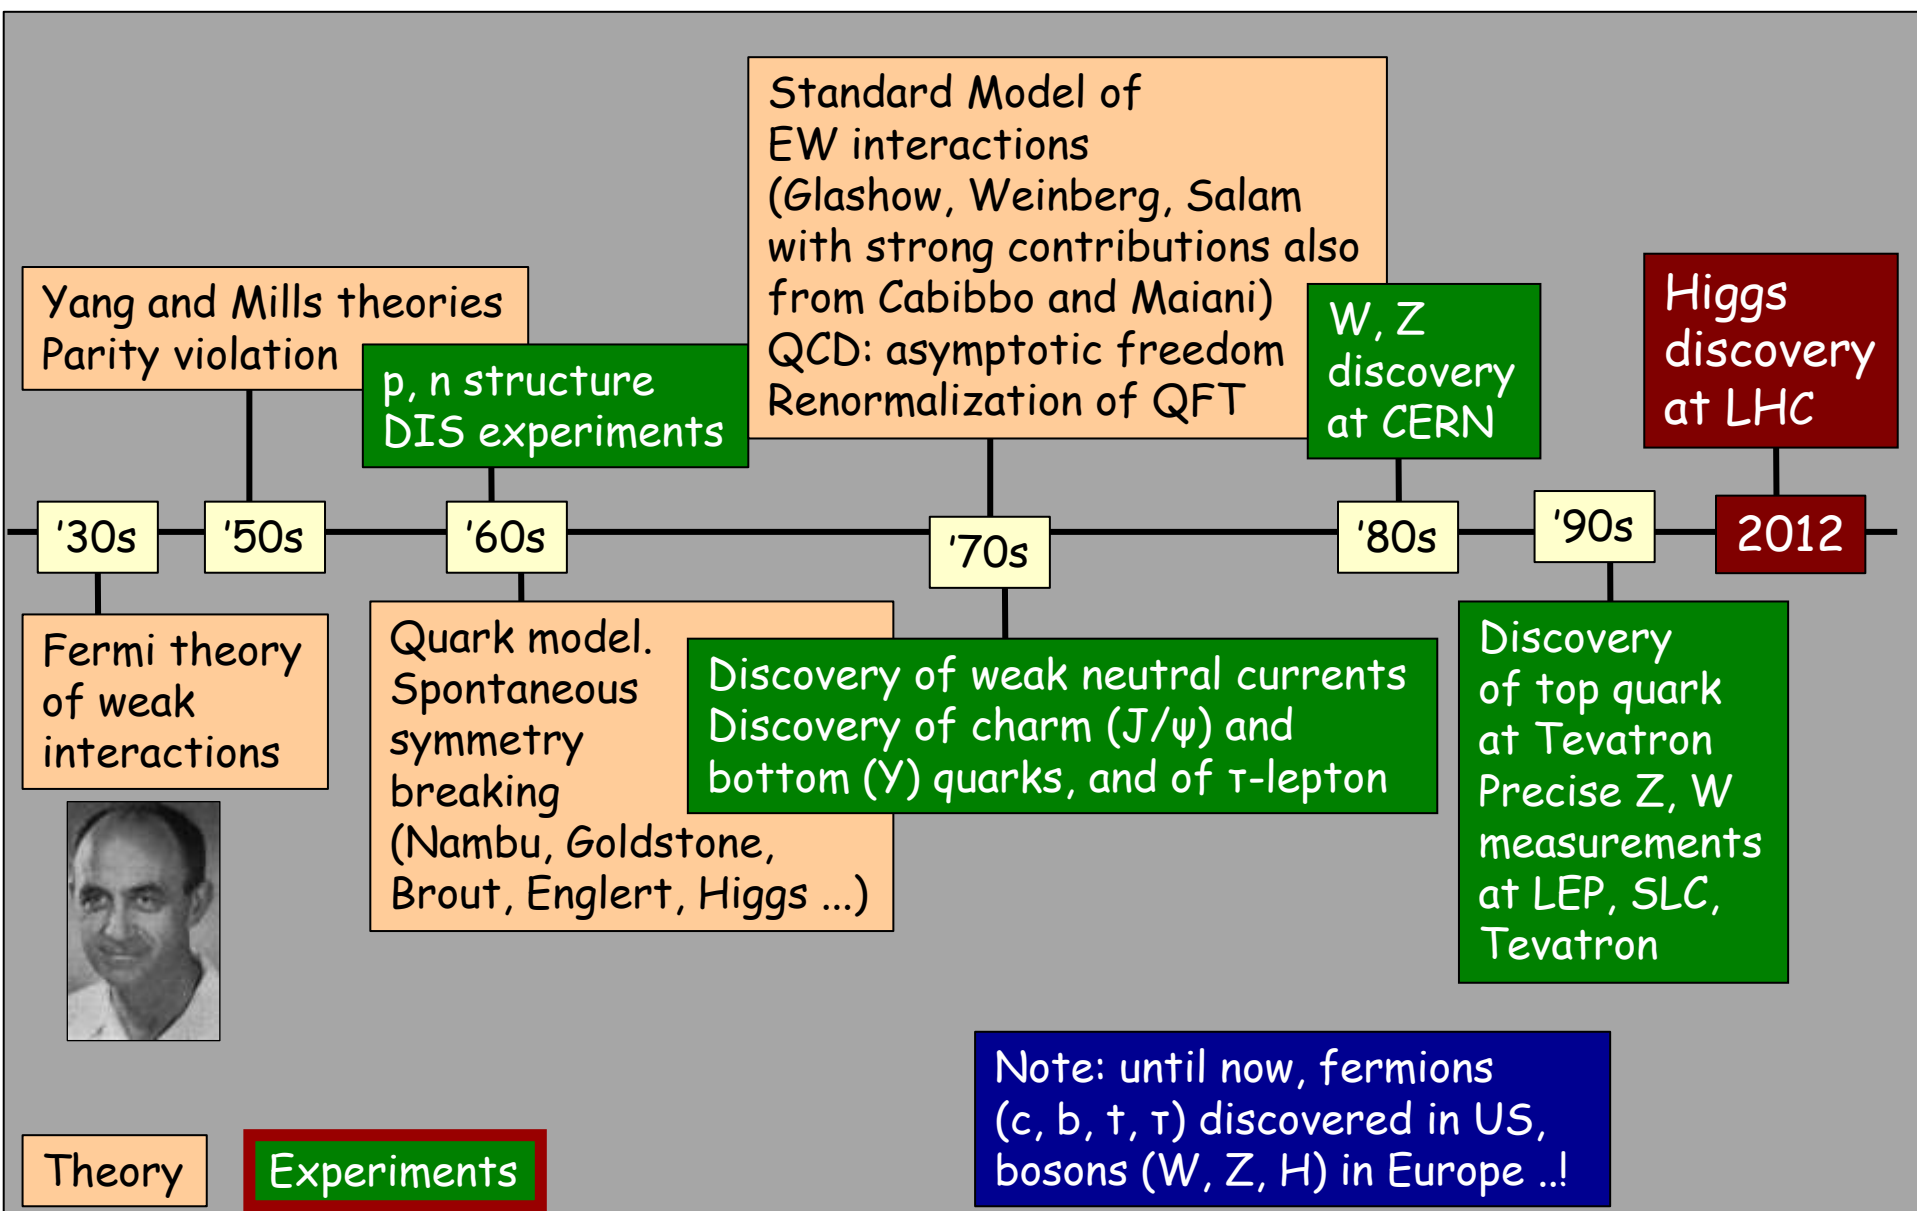 Standard Model of
EW interactions
(Glashow, Weinberg, Salam
with strong contributions also
from Cabibbo and Maiani)
QCD: asymptotic freedom
Renormalization of QFT
Yang and Mills theories
Parity violation
p, n structure
DIS experiments
W, Z
discovery
at CERN
Higgs
discovery
at LHC
'30s
'50s
'60s
'70s
'80s
'90s
2012
Fermi theory
of weak
interactions
Quark model.
Spontaneous
symmetry
breaking
(Nambu, Goldstone,
Brout, Englert, Higgs ...)
Discovery of weak neutral currents
Discovery of charm (J/ψ) and
bottom (Υ) quarks, and of τ-lepton
Discovery
of top quark
at Tevatron
Precise Z, W
measurements
at LEP, SLC,
Tevatron
Note: until now, fermions
(c, b, t, τ) discovered in US,
bosons (W, Z, H) in Europe ..!
Theory
Experiments